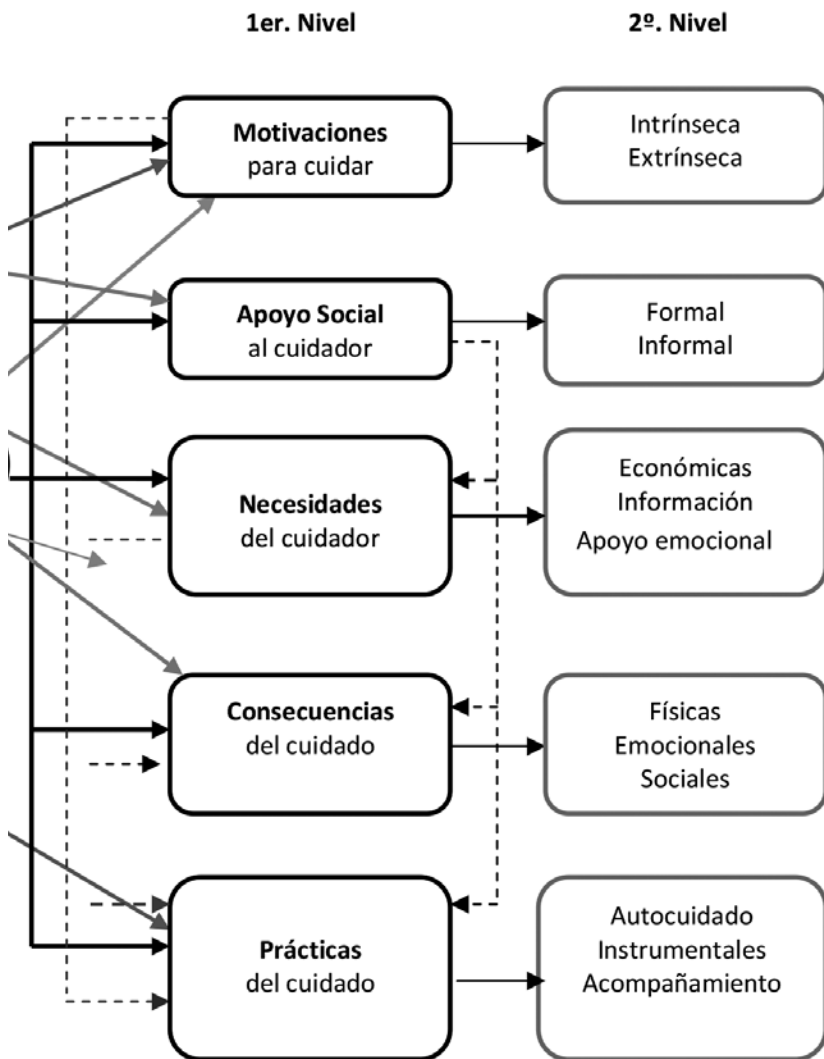 1er. Nivel
2º. Nivel
Motivaciones
para cuidar
Intrínseca
Extrínseca
Apoyo Social
al cuidador
Formal
Informal
Necesidades
del cuidador
Económicas
Información
Apoyo emocional
Consecuencias
del cuidado
Físicas
Emocionales
Sociales
Prácticas
del cuidado
Autocuidado
Instrumentales
Acompañamiento